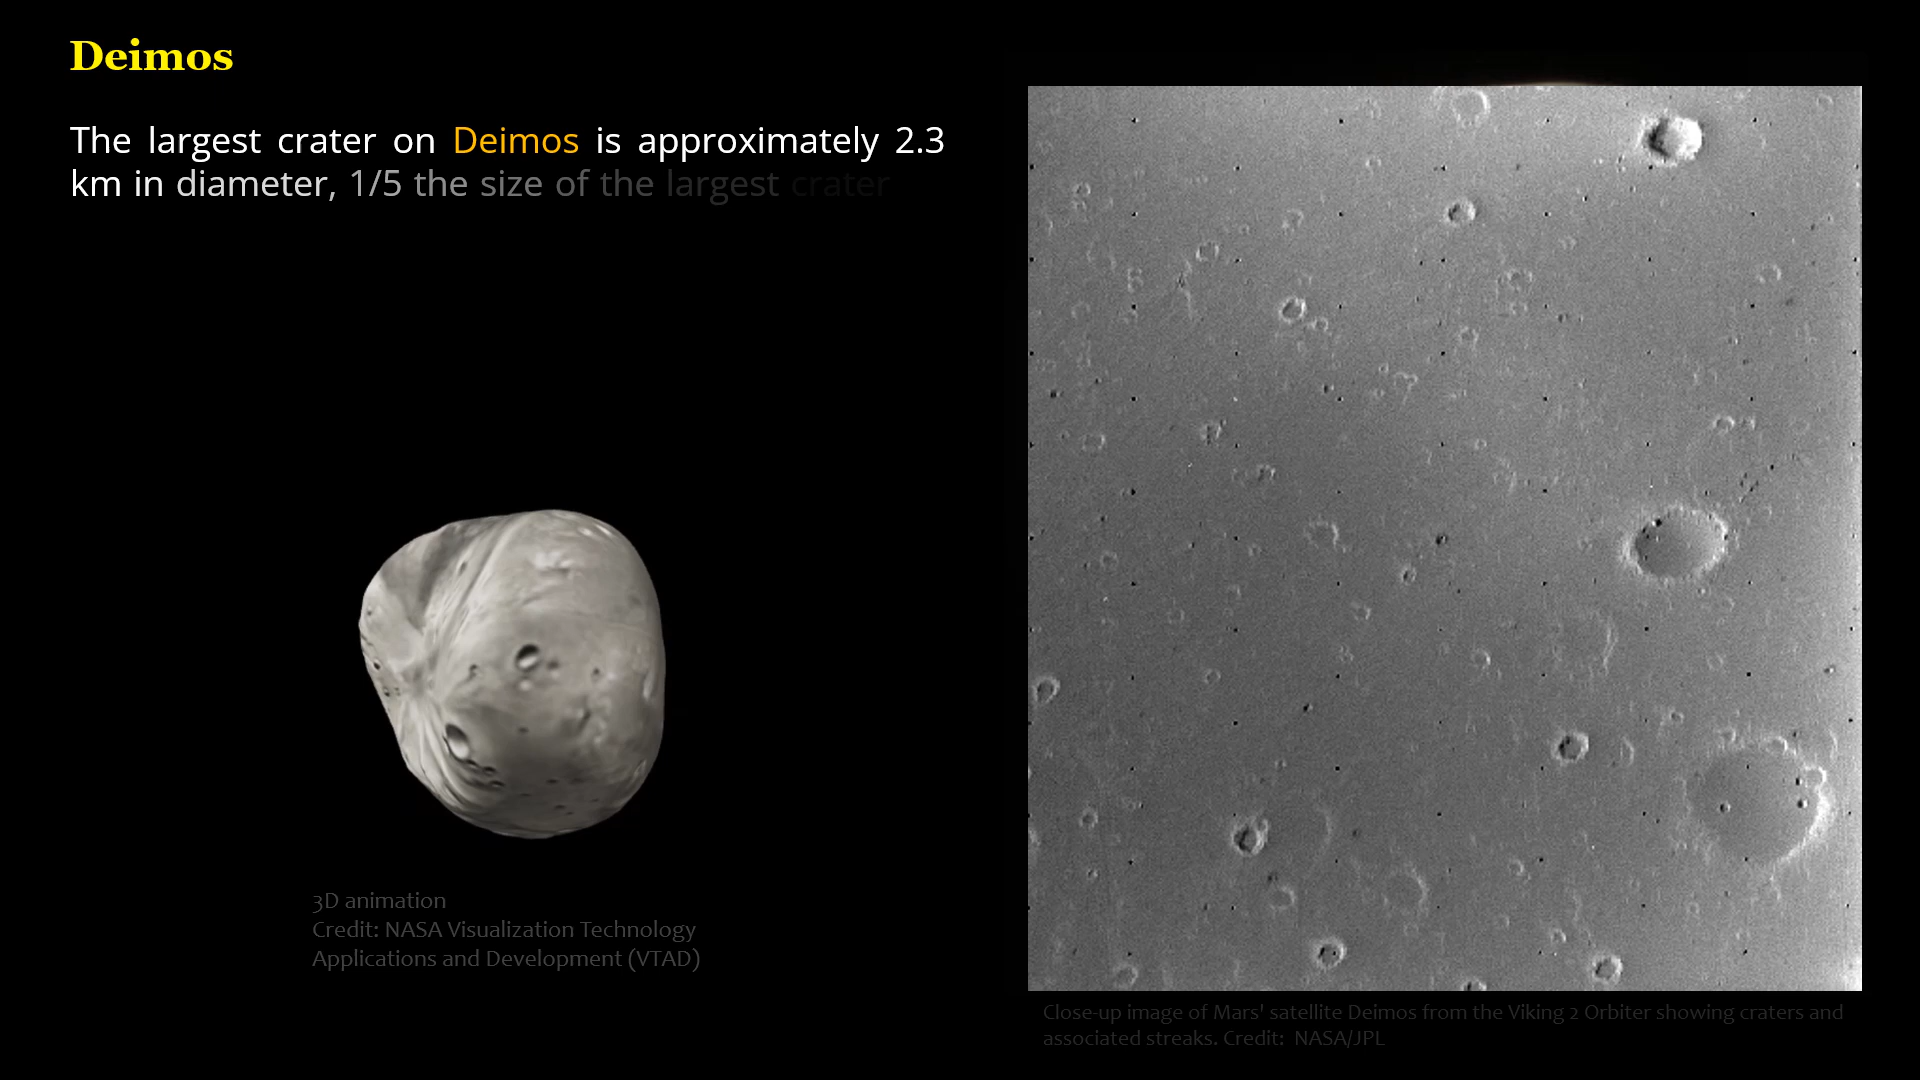 Deimos
The largest crater on Deimos is approximately 2.3
km in diameter, 1/5 the size of the largest crater
3D animation
Credit: NASA Visualization Technology
Applications and Development (VTAD)
Close-up image of Mars' satellite Deimos from the Viking 2 Orbiter showing craters and
associated streaks. Credit: NASA/JPL